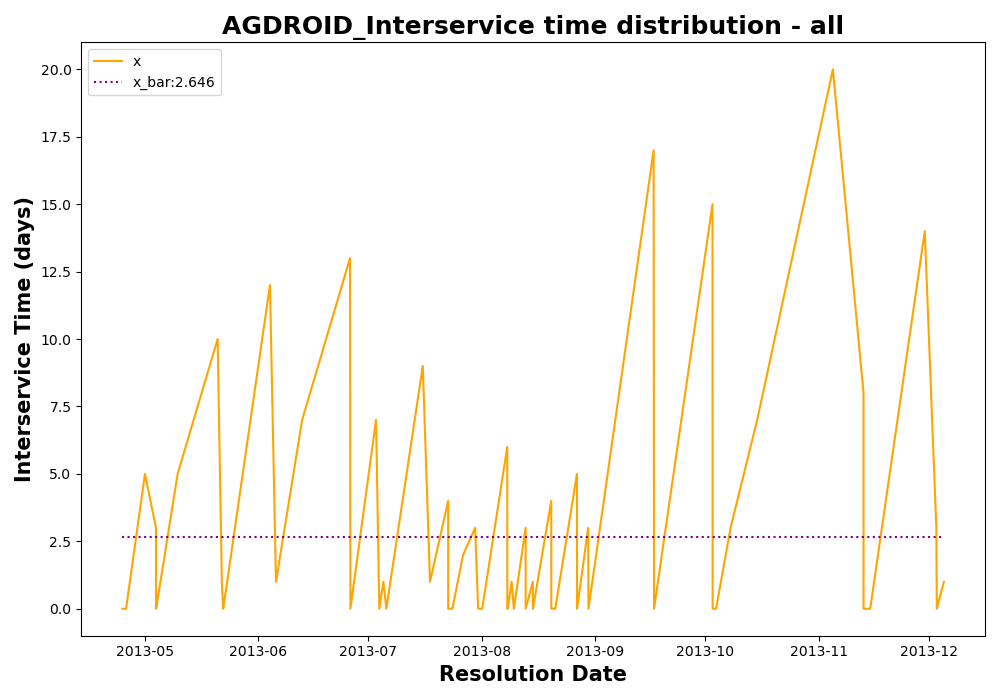 AGDROID_Interservice time distribution - all
x
x_bar:2.646
20.0
17.5
15.0
12.5
10.0
7.5
5.0
2.5
0.0
Interservice Time (days)
2013-05 2013-06 2013-07 2013-08 2013-09 2013-10 2013-11 2013-12
Resolution Date